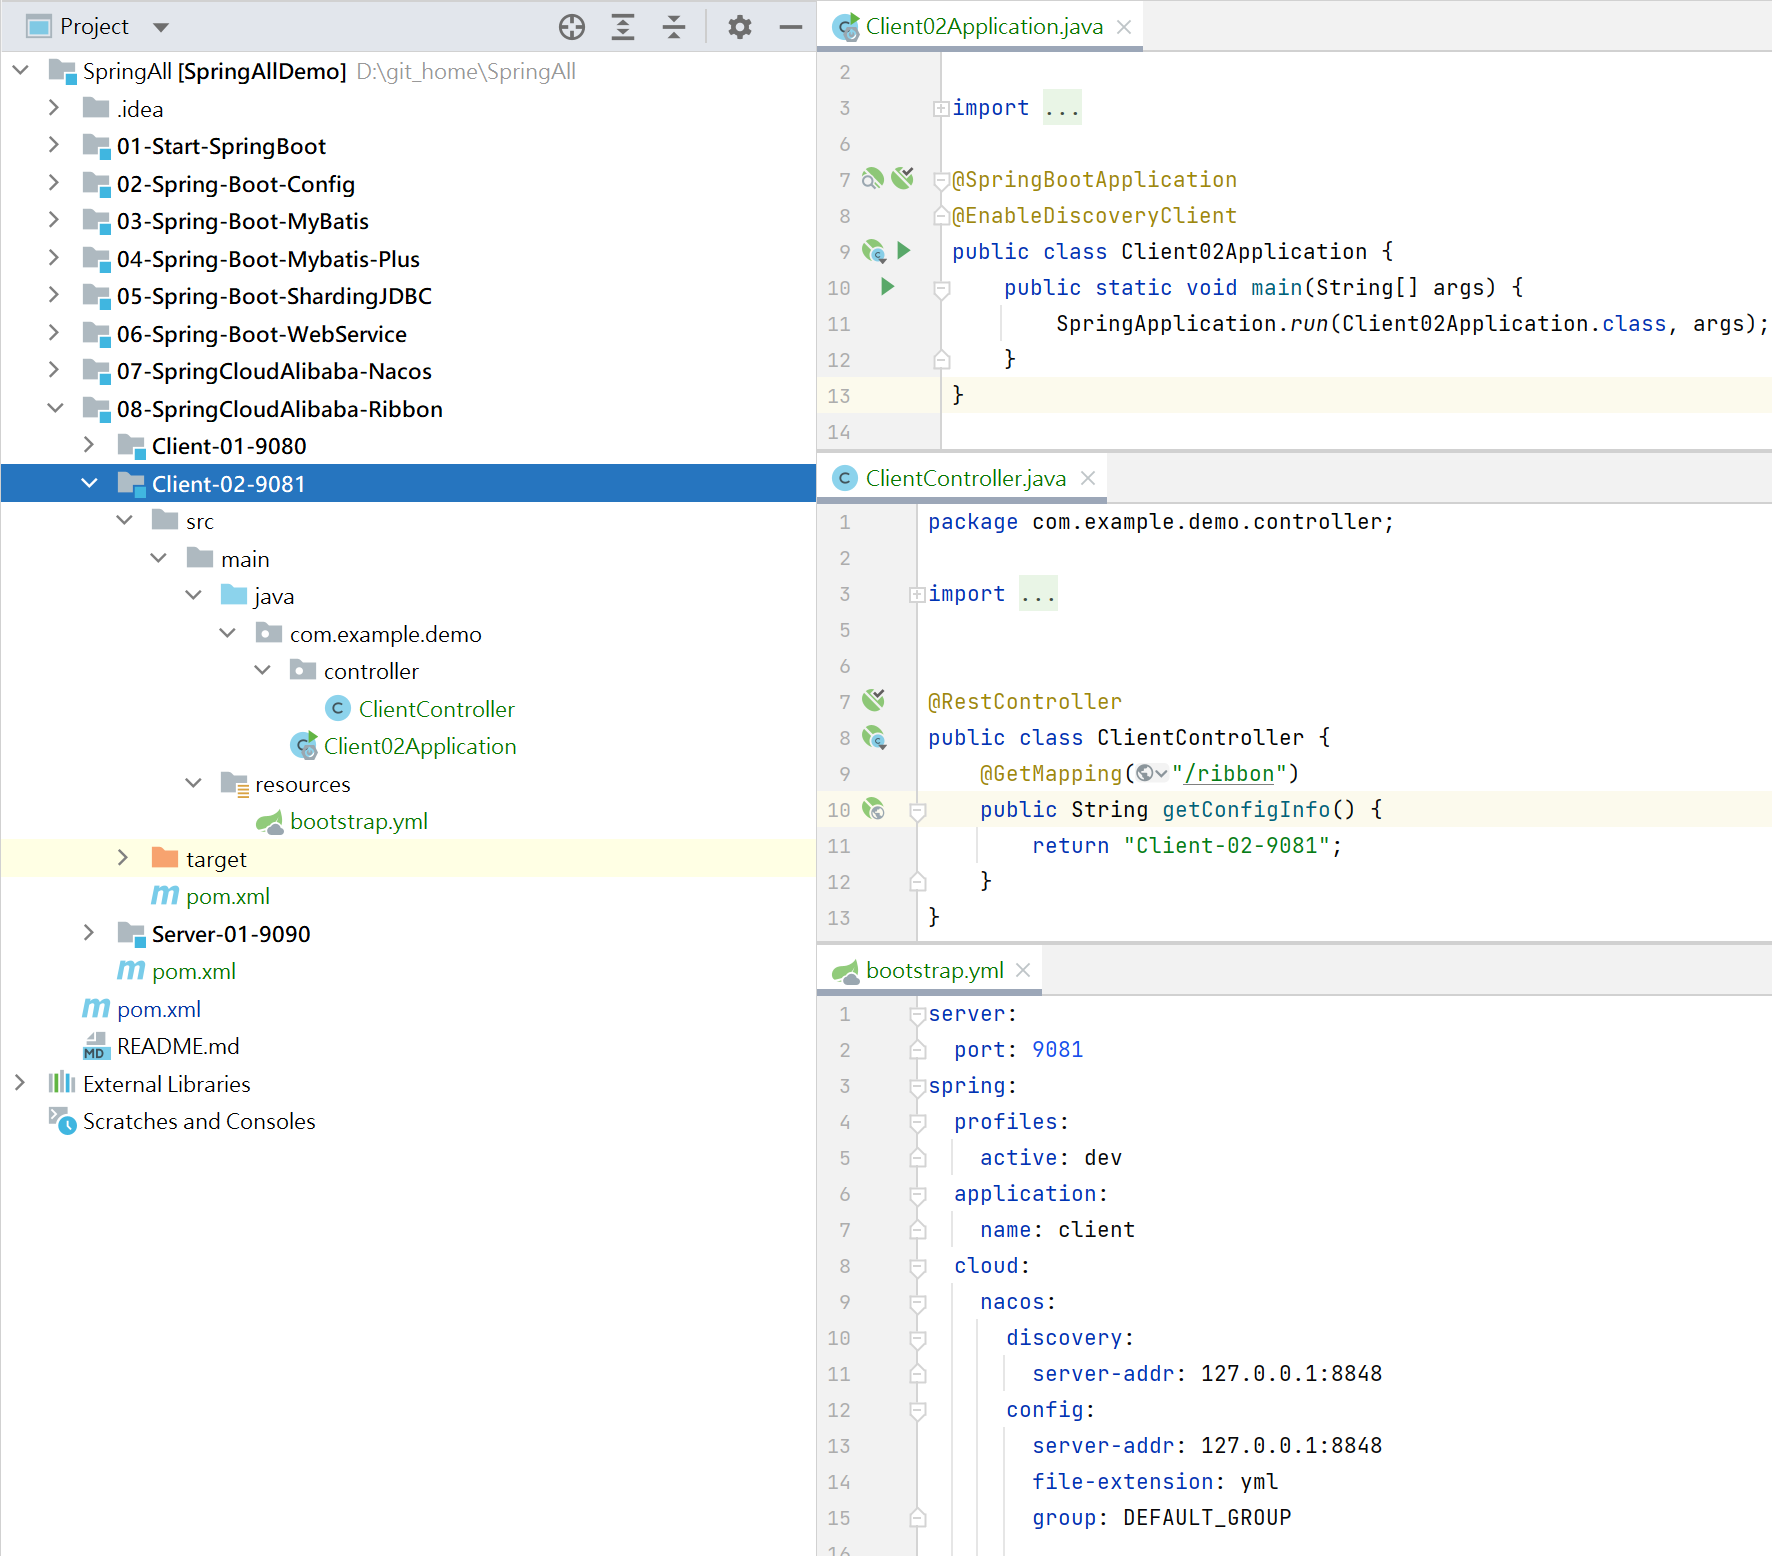 Project
SpringAll [SpringAllDemo] D:\git_home\SpringAll
.idea
01-Start-SpringBoot
02-Spring-Boot-Config
03-Spring-Boot-MyBatis
04-Spring-Boot-Mybatis-Plus
05-Spring-Boot-ShardingJDBC
06-Spring-Boot-WebService
07-SpringCloudAlibaba-Nacos
08-SpringCloudAlibaba-Ribbon
Client-01-9080
Client-02-9081
src
main
java
com.example.demo
controller
ClientController
Client02Application
resources
bootstrap.yml
target
pom.xml
Server-01-9090
pom.xml
pom.xml
README.md
External Libraries
Scratches and Consoles
Client02Application.java
2
3 import ...
6
7 @SpringBootApplication
8 @EnableDiscoveryClient
9 public class Client02Application {
10 public static void main(String[] args) {
11 SpringApplication.run(Client02Application.class, args);
12 }
13 }
14
ClientController.java
1 package com.example.demo.controller;
2
3 import ...
5
6
7 @RestController
8 public class ClientController {
9 @GetMapping("/ribbon")
10 public String getConfigInfo() {
11 return "Client-02-9081";
12 }
13 }
bootstrap.yml
1 server:
2 port: 9081
3 spring:
4 profiles:
5 active: dev
6 application:
7 name: client
8 cloud:
9 nacos:
10 discovery:
11 server-addr: 127.0.0.1:8848
12 config:
13 server-addr: 127.0.0.1:8848
14 file-extension: yml
15 group: DEFAULT_GROUP
16